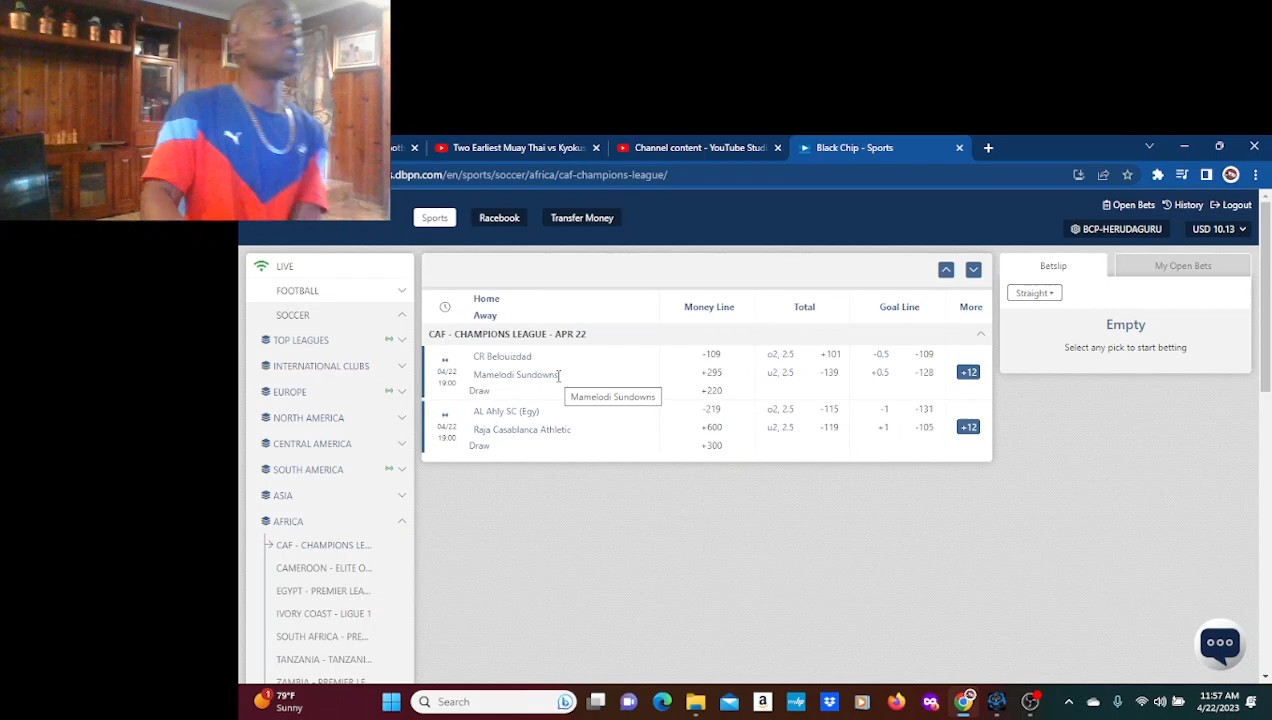 notb
Two Earliest Muay Thai vs Kyokus
Channel content - YouTube Studi
Black Chip - Sports
s.dbpn.com/en/sports/soccer/africa/caf-champions-league/
Sports
Racebook
Transfer Money
Open Bets
History
Logout
BCP-HERUDAGURU
USD 10.13
LIVE
FOOTBALL
SOCCER
TOP LEAGUES
INTERNATIONAL CLUBS
EUROPE
NORTH AMERICA
CENTRAL AMERICA
SOUTH AMERICA
ASIA
AFRICA
CAF - CHAMPIONS LE...
CAMEROON - ELITE O...
EGYPT - PREMIER LEA...
IVORY COAST - LIGUE 1
SOUTH AFRICA - PRE...
TANZANIA - TANZANI...
ZAMBIA - PREMIER LE
Home
Away
Money Line
Total
Goal Line
More
CAF - CHAMPIONS LEAGUE - APR 22
04/22
19:00
CR Belouizdad
-109
o2, 2.5
+101
-0.5
-109
Mamelodi Sundowns
+295
u2, 2.5
-139
+0.5
-128
+12
Draw
+220
Mamelodi Sundowns
04/22
19:00
AL Ahly SC (Egy)
-219
o2, 2.5
-115
-1
-131
Raja Casablanca Athletic
+600
u2, 2.5
-119
+1
-105
+12
Draw
+300
Betslip
My Open Bets
Straight
Empty
Select any pick to start betting
1
79°F
Sunny
Search
11:57 AM
4/22/2023